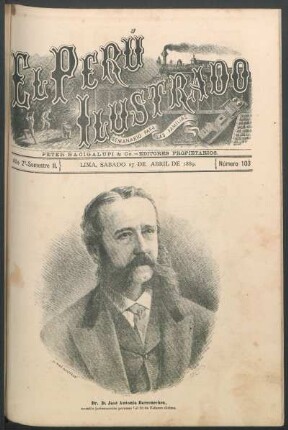 EL PERÚ
ILUSTRADO
SEMANARIO PARA LAS FAMILIAS
PETER BACIGALUPI & Co.—EDITORES PROPIETARIOS.
Año 2º Semestre II. LIMA, SÁBADO 27 DE ABRIL DE 1889. Número 103
Dr. D. José Antonio Barrenechea,